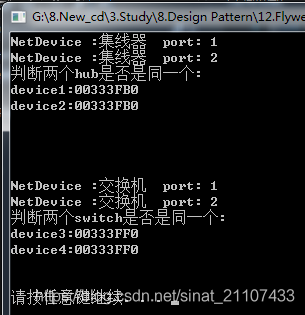 G:\8.New_cd\3.Study\8.Design Pattern\12.Flywe
NetDevice :集线器  port: 1
NetDevice :集线器  port: 2
判断两个hub是否是同一个:
device1:00333FB0
device2:00333FB0
NetDevice :交换机  port: 1
NetDevice :交换机  port: 2
判断两个switch是否是同一个:
device3:00333FF0
device4:00333FF0
请按任意键继续. . .
csdn.net/sinat_21107433